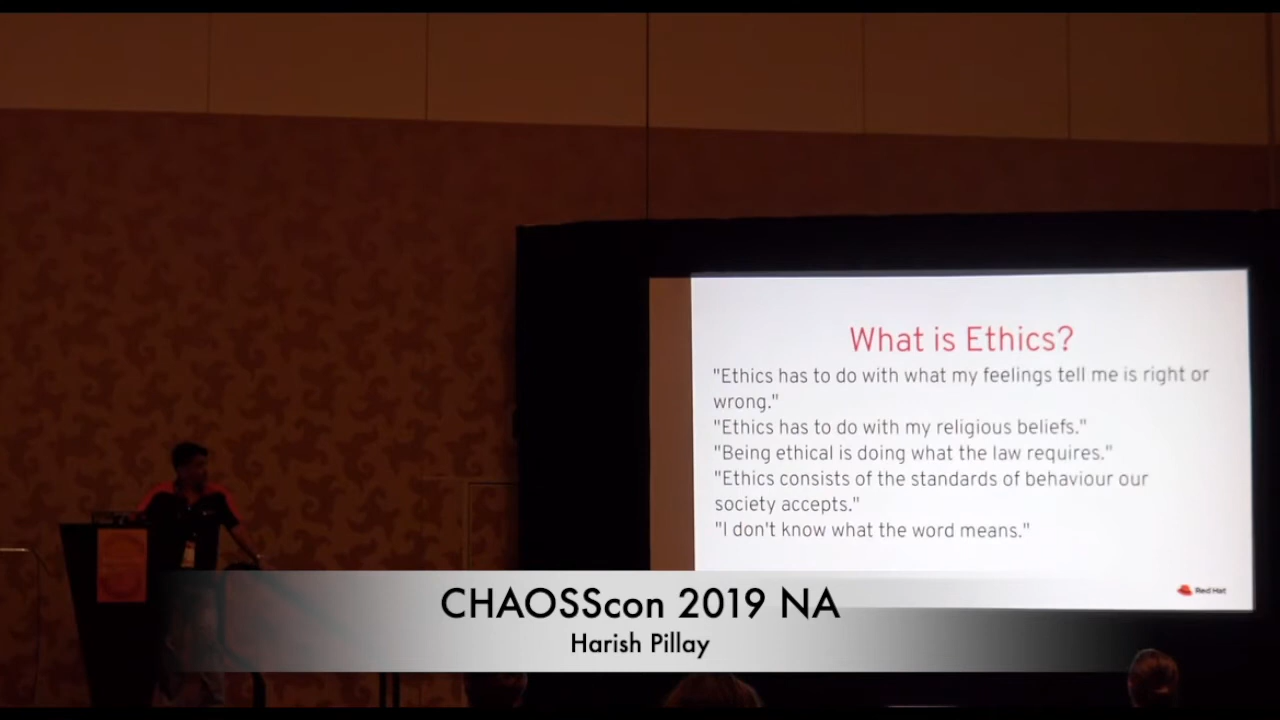 What is Ethics?
"Ethics has to do with what my feelings tell me is right or
wrong."
"Ethics has to do with my religious beliefs."
"Being ethical is doing what the law requires."
"Ethics consists of the standards of behaviour our
society accepts."
"I don't know what the word means."
Red Hat
CHAOSScon 2019 NA
Harish Pillay